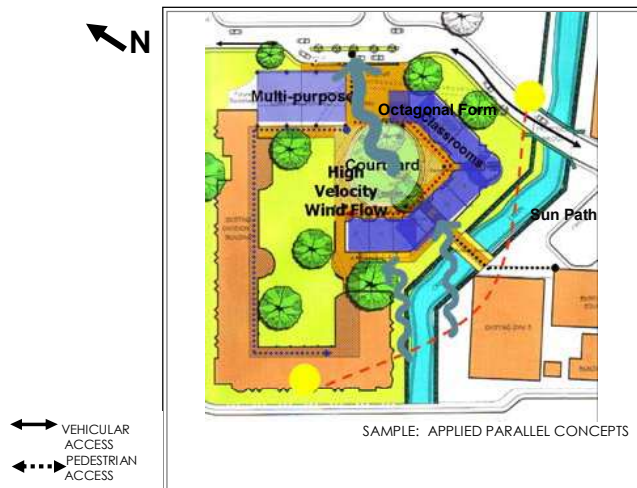 N
Multi-purpose
Octagonal Form
Classrooms
Courtyard
High
Velocity
Wind Flow
Sun Path
SAMPLE: APPLIED PARALLEL CONCEPTS
VEHICULAR
ACCESS
PEDESTRIAN
ACCESS